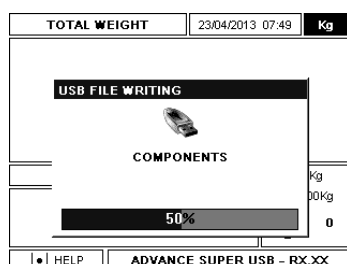 TOTAL WEIGHT 23/04/2013 07:49 Kg
USB FILE WRITING
COMPONENTS
Kg
00Kg
50%
0
|●| HELP ADVANCE SUPER USB - RX.XX